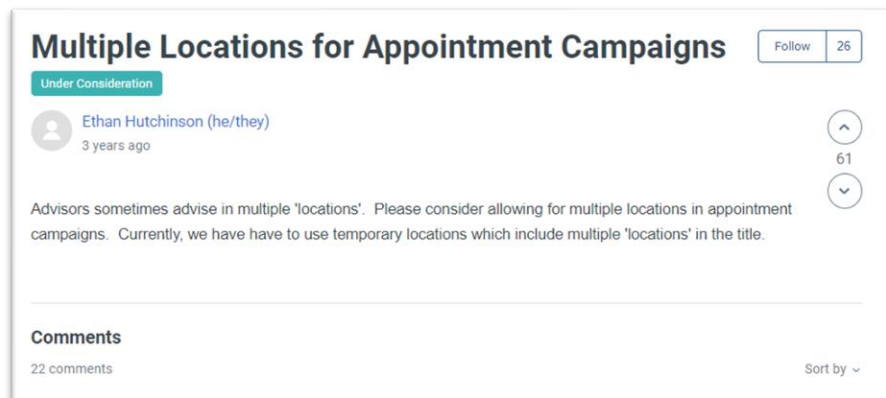 Multiple Locations for Appointment Campaigns
Follow 26
Under Consideration
Ethan Hutchinson (he/they)
3 years ago
61
Advisors sometimes advise in multiple 'locations'. Please consider allowing for multiple locations in appointment
campaigns. Currently, we have have to use temporary locations which include multiple 'locations' in the title.
Comments
22 comments
Sort by